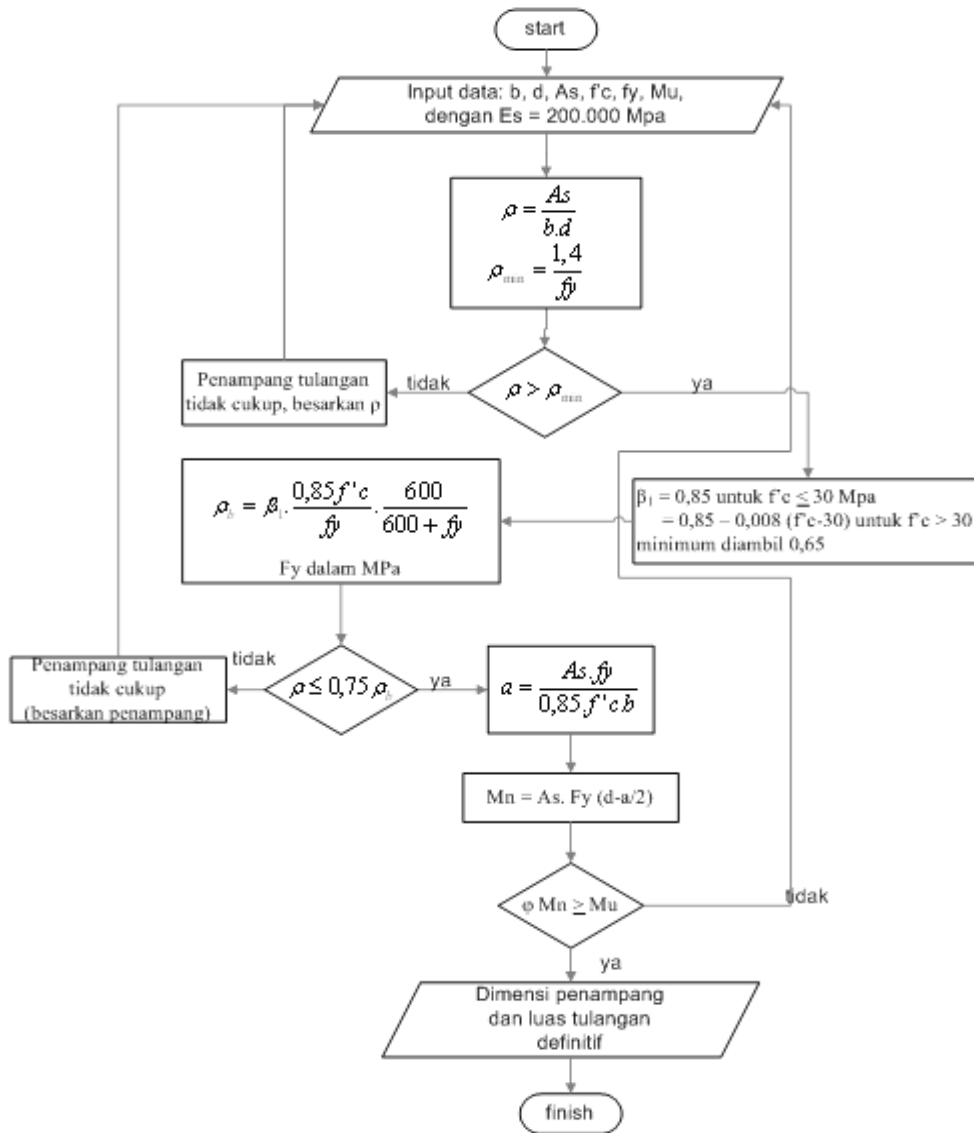 start
Input data: b, d, As, f'c, fy, Mu,
dengan Es = 200.000 Mpa
ρ = As / b.d
ρmin = 1,4 / fy
ρ > ρmin
tidak
ya
Penampang tulangan
tidak cukup, besarkan ρ
β1 = 0,85 untuk f'c ≤ 30 Mpa
= 0,85 – 0,008 (f'c-30) untuk f'c > 30
minimum diambil 0,65
ρb = β1. 0,85 f'c / fy . 600 / 600 + fy
Fy dalam MPa
ρ ≤ 0,75 ρb
tidak
ya
Penampang tulangan
tidak cukup
(besarkan penampang)
a = As.fy / 0,85.f'c.b
Mn = As. Fy (d-a/2)
φ Mn ≥ Mu
tidak
ya
Dimensi penampang
dan luas tulangan
definitif
finish